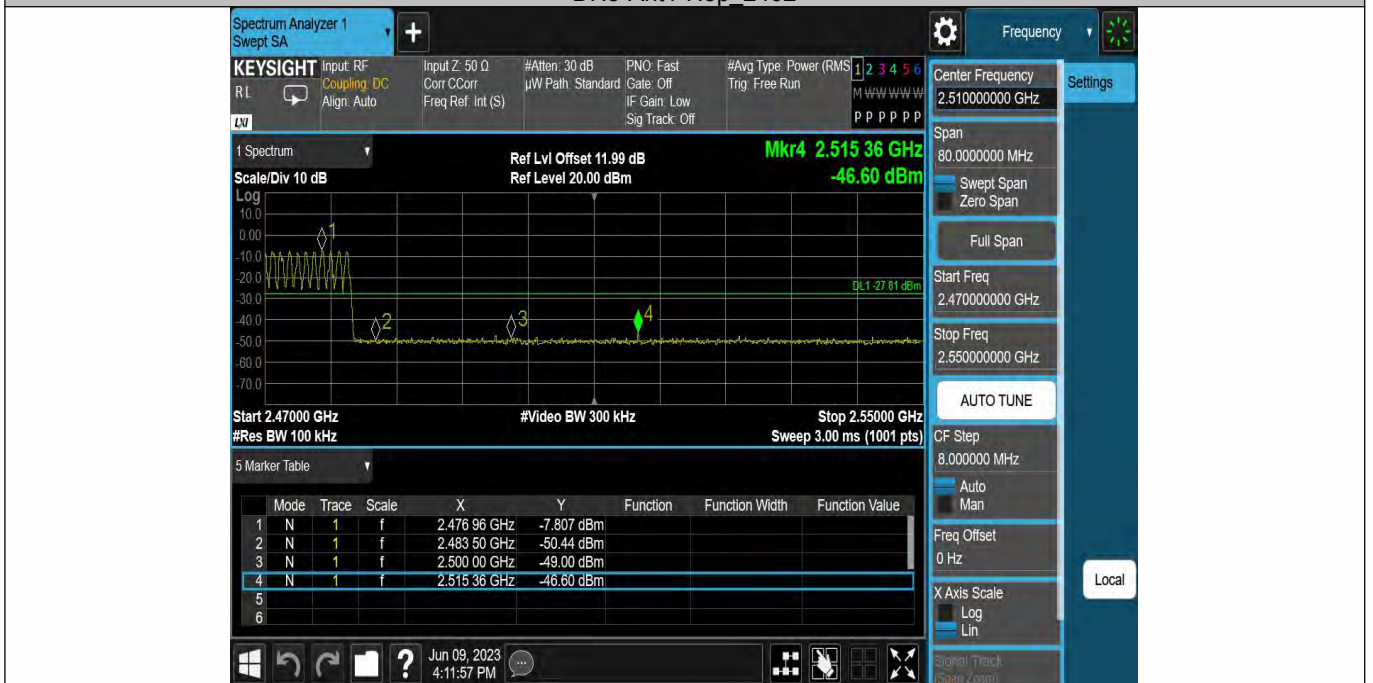 Spectrum Analyzer 1
Swept SA
+
Frequency
KEYSIGHT
RL
LXI
Input: RF
Coupling: DC
Align: Auto
Input Z: 50 Ω
Corr CCorr
Freq Ref: Int (S)
#Atten: 30 dB
µW Path: Standard
PNO: Fast
Gate: Off
IF Gain: Low
Sig Track: Off
#Avg Type: Power (RMS
Trig: Free Run
1 2 3 4 5 6
M W W W W W
P P P P P P
Center Frequency
2.510000000 GHz
Settings
Span
80.0000000 MHz
Swept Span
Zero Span
Full Span
Start Freq
2.470000000 GHz
Stop Freq
2.550000000 GHz
AUTO TUNE
CF Step
8.000000 MHz
Auto
Man
Freq Offset
0 Hz
X Axis Scale
Log
Lin
Signal Track
(Span Zoom)
Local
1 Spectrum
Scale/Div 10 dB
Ref Lvl Offset 11.99 dB
Ref Level 20.00 dBm
Mkr4 2.515 36 GHz
-46.60 dBm
Log
10.0
0.00
-10.0
-20.0
-30.0
-40.0
-50.0
-60.0
-70.0
1
2
3
4
DL1 -27.81 dBm
Start 2.47000 GHz
#Res BW 100 kHz
#Video BW 300 kHz
Stop 2.55000 GHz
Sweep 3.00 ms (1001 pts)
5 Marker Table
Mode Trace Scale X Y Function Function Width Function Value
1 N 1 f 2.476 96 GHz -7.807 dBm
2 N 1 f 2.483 50 GHz -50.44 dBm
3 N 1 f 2.500 00 GHz -49.00 dBm
4 N 1 f 2.515 36 GHz -46.60 dBm
5
6
?
Jun 09, 2023
4:11:57 PM